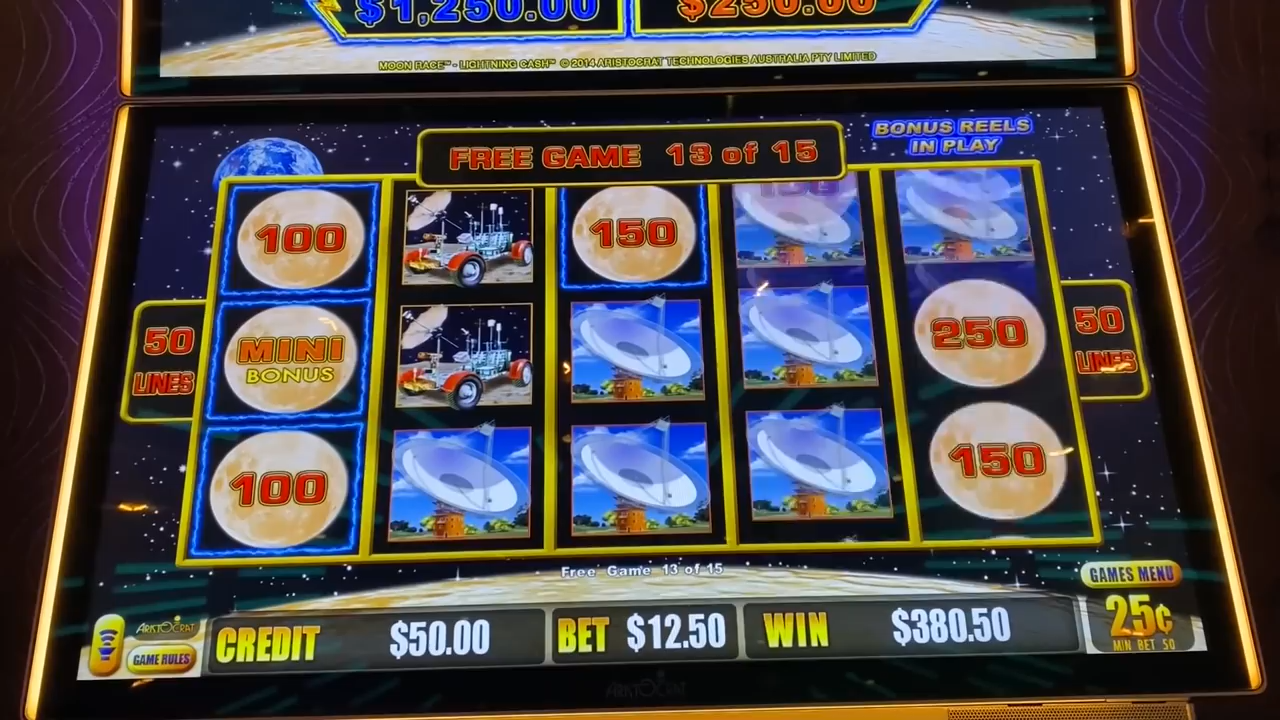 $1,250.00 $250.00
MOON RACE™ - LIGHTNING CASH™ © 2014 ARISTOCRAT TECHNOLOGIES AUSTRALIA PTY LIMITED
FREE GAME 13 of 15
BONUS REELS
IN PLAY
100 150
50
LINES
MINI
BONUS
250
50
LINES
100 150
Free Game 13 of 15
GAMES MENU
ARISTOCRAT
GAME RULES
CREDIT $50.00 BET $12.50 WIN $380.50
25¢
MIN BET 50
ARISTOCRAT